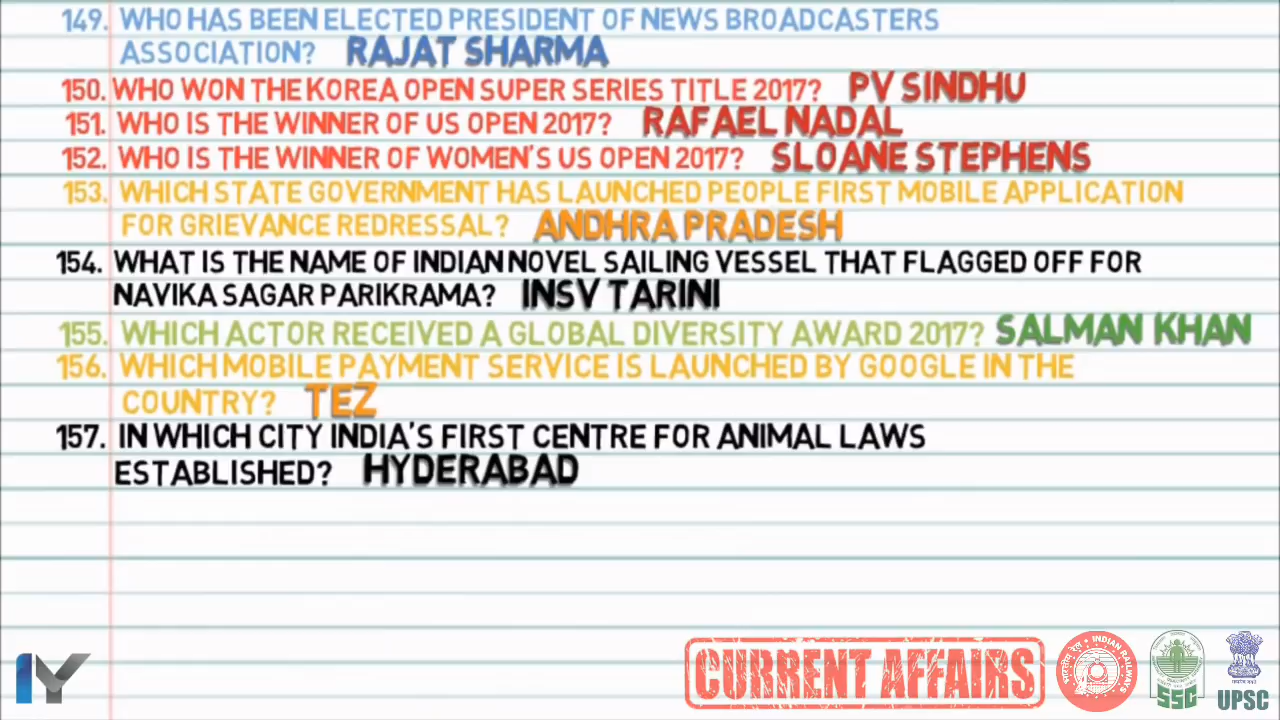 149. WHO HAS BEEN ELECTED PRESIDENT OF NEWS BROADCASTERS
ASSOCIATION? RAJAT SHARMA
150. WHO WON THE KOREA OPEN SUPER SERIES TITLE 2017? PV SINDHU
151. WHO IS THE WINNER OF US OPEN 2017? RAFAEL NADAL
152. WHO IS THE WINNER OF WOMEN'S US OPEN 2017? SLOANE STEPHENS
153. WHICH STATE GOVERNMENT HAS LAUNCHED PEOPLE FIRST MOBILE APPLICATION
FOR GRIEVANCE REDRESSAL? ANDHRA PRADESH
154. WHAT IS THE NAME OF INDIAN NOVEL SAILING VESSEL THAT FLAGGED OFF FOR
NAVIKA SAGAR PARIKRAMA? INSV TARINI
155. WHICH ACTOR RECEIVED A GLOBAL DIVERSITY AWARD 2017? SALMAN KHAN
156. WHICH MOBILE PAYMENT SERVICE IS LAUNCHED BY GOOGLE IN THE
COUNTRY? TEZ
157. IN WHICH CITY INDIA'S FIRST CENTRE FOR ANIMAL LAWS
ESTABLISHED? HYDERABAD
IY
CURRENT AFFAIRS
भारतीय रेल INDIAN RAILWAYS
SSC
UPSC